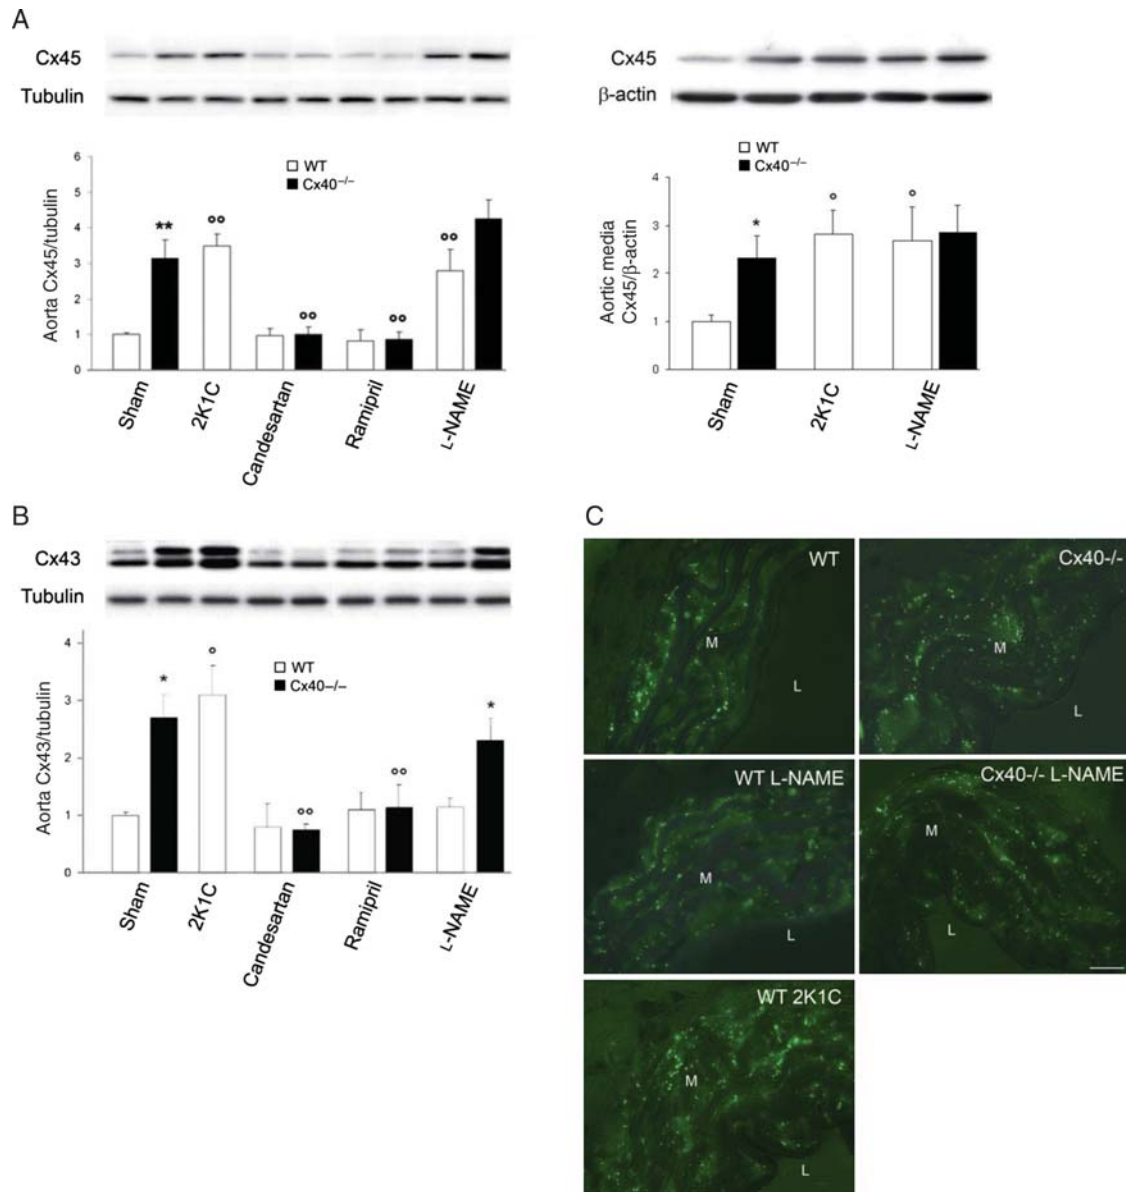 A
Cx45
Tubulin
Aorta Cx45/tubulin
6
5
4
3
2
1
0
WT
Cx40–/–
**
°°
°°
°°
°°
Sham
2K1C
Candesartan
Ramipril
L-NAME
Cx45
β-actin
Aortic media
Cx45/β-actin
4
3
2
1
0
WT
Cx40–/–
*
°
°
Sham
2K1C
L-NAME
B
Cx43
Tubulin
Aorta Cx43/tubulin
4
3
2
1
0
WT
Cx40–/–
*
°
°°
°°
*
Sham
2K1C
Candesartan
Ramipril
L-NAME
C
WT
M
L
Cx40-/-
M
L
WT L-NAME
M
L
Cx40-/- L-NAME
M
L
WT 2K1C
M
L